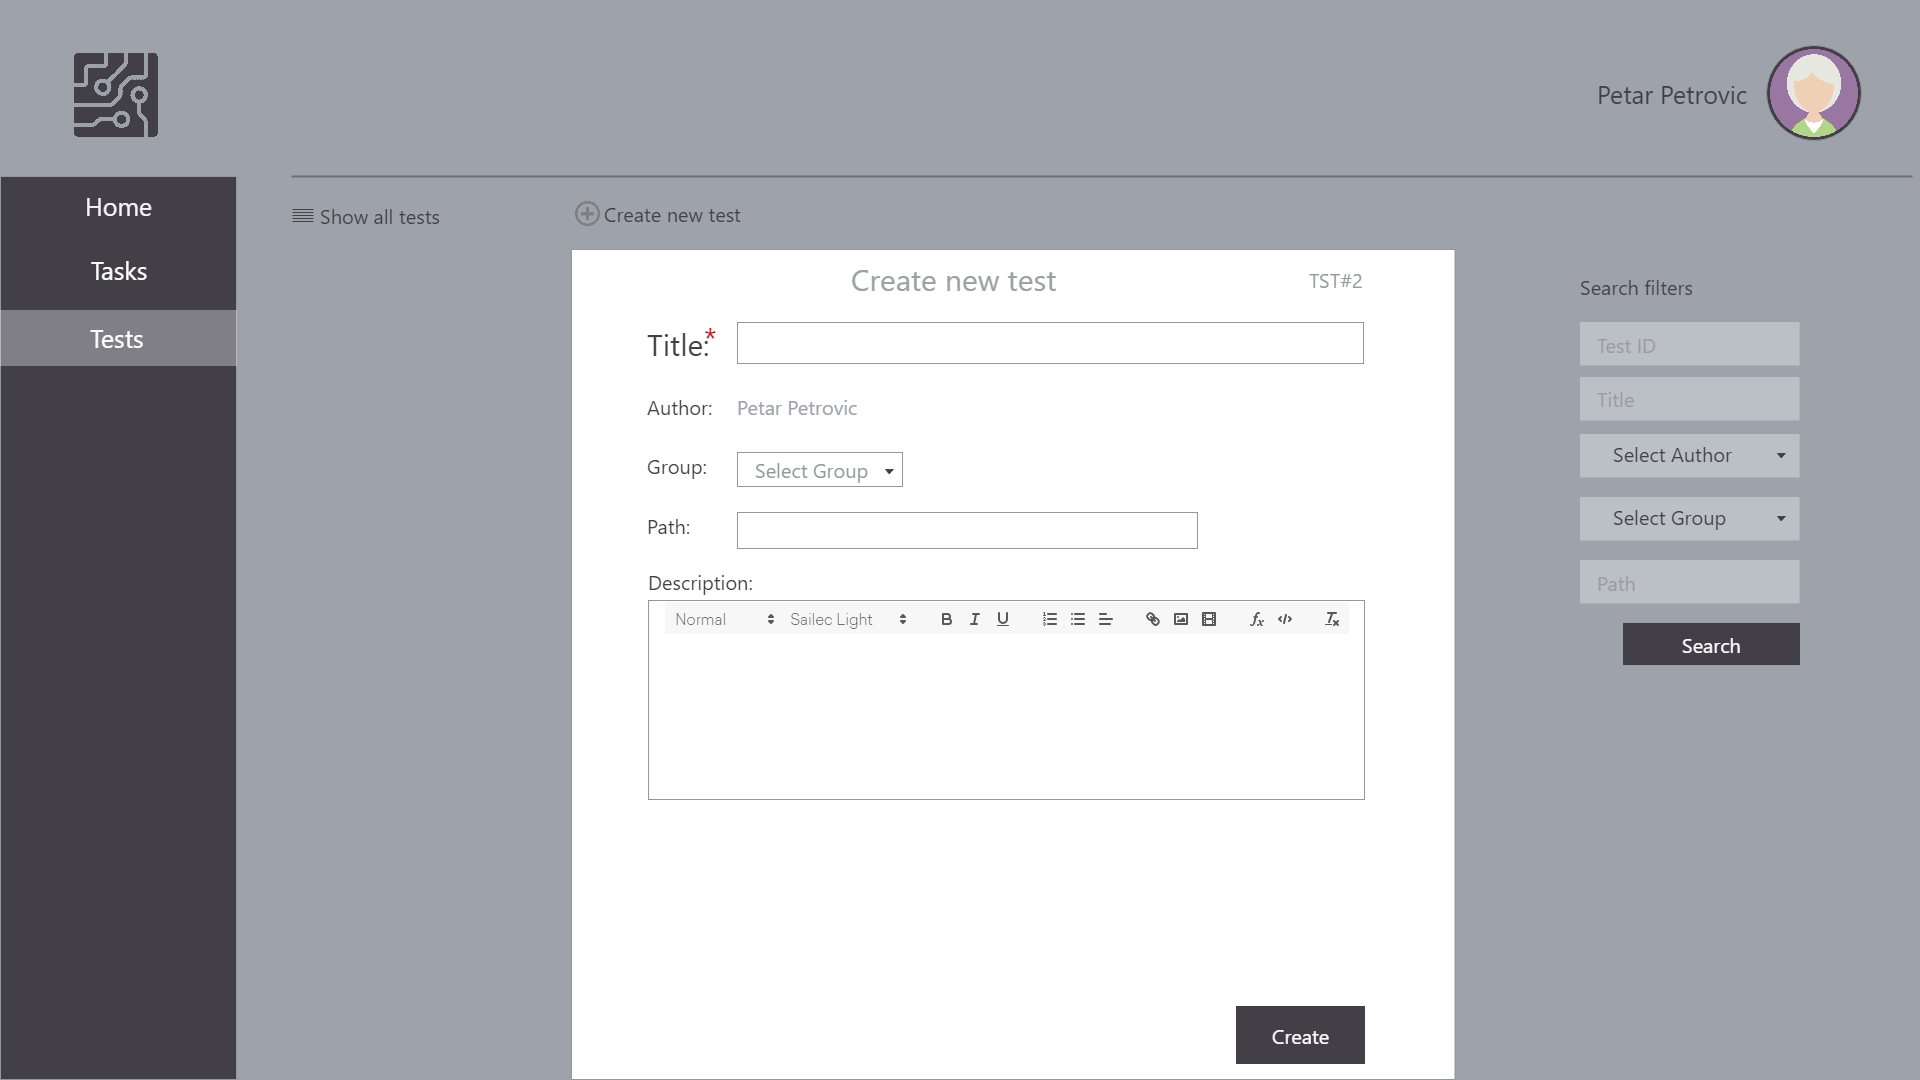 Petar Petrovic
Home
Tasks
Tests
Show all tests
Create new test
Create new test
TST#2
Title:*
Author: Petar Petrovic
Group: Select Group
Path:
Description:
Normal Sailec Light B I U fx </> Tx
Create
Search filters
Test ID
Title
Select Author
Select Group
Path
Search